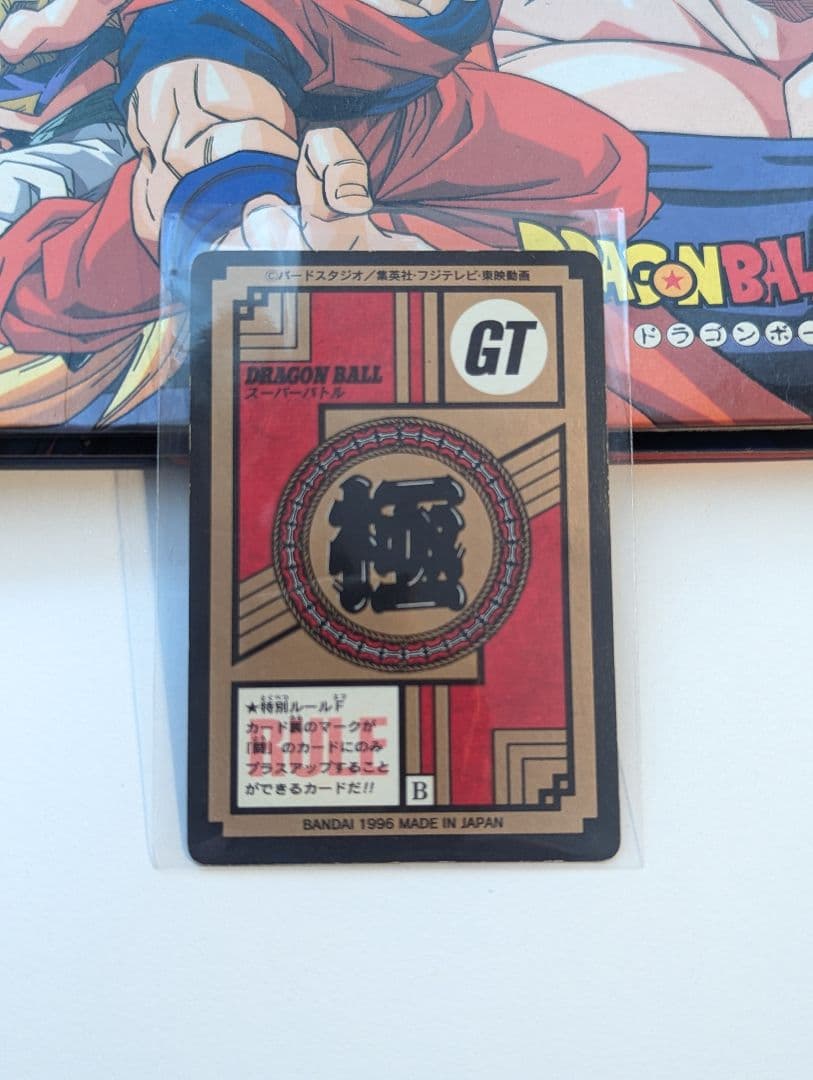 DRAGON BAL
ドラゴンボー
©バードスタジオ／集英社・フジテレビ・東映動画
GT
DRAGON BALL
スーパーバトル
極
RULE
★特別ルールF
カード裏のマークが
「闘」のカードにのみ
プラスアップすること
ができるカードだ!!
B
BANDAI 1996 MADE IN JAPAN